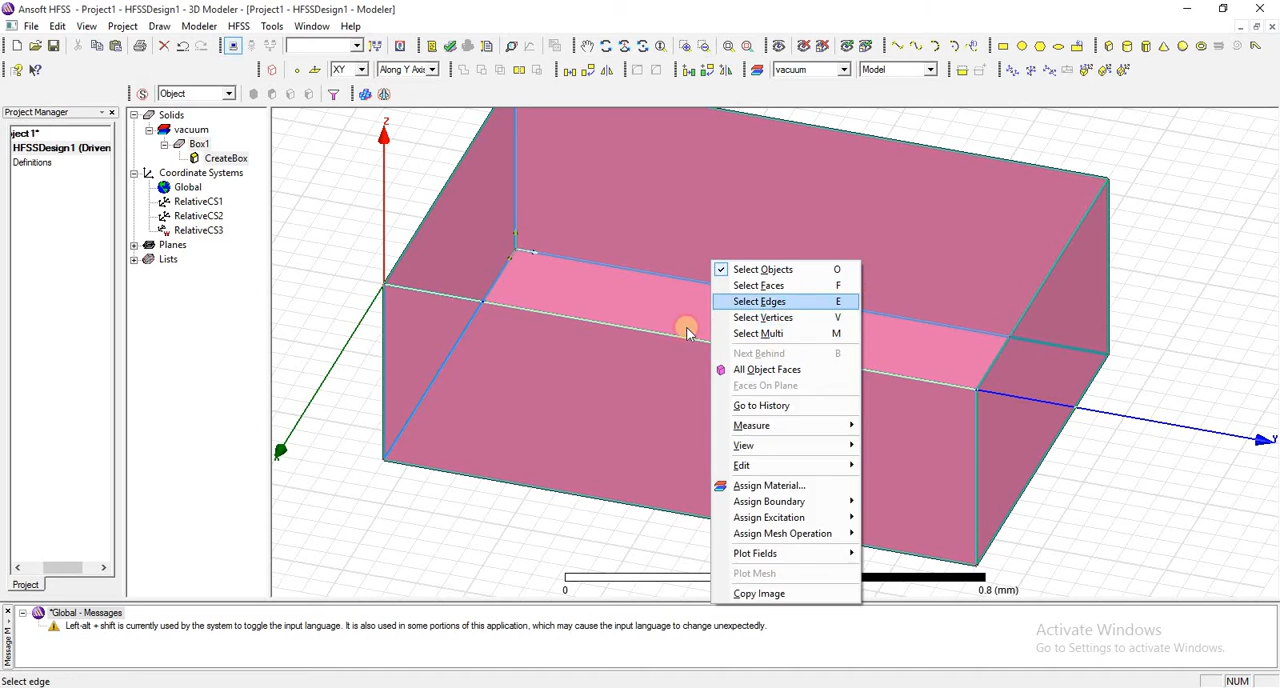 Ansoft HFSS - Project1 - HFSSDesign1 - 3D Modeler - [Project1 - HFSSDesign1 - Modeler]
File Edit View Project Draw Modeler HFSS Tools Window Help
XY Along Y Axis vacuum Model
Object
Project Manager
ject1*
HFSSDesign1 (Driven
Definitions
Project
Solids
vacuum
Box1
CreateBox
Coordinate Systems
Global
RelativeCS1
RelativeCS2
RelativeCS3
Planes
Lists
Z
Y
Select Objects O
Select Faces F
Select Edges E
Select Vertices V
Select Multi M
Next Behind B
All Object Faces
Faces On Plane
Go to History
Measure
View
Edit
Assign Material...
Assign Boundary
Assign Excitation
Assign Mesh Operation
Plot Fields
Plot Mesh
Copy Image
0 0.8 (mm)
*Global - Messages
Left-alt + shift is currently used by the system to toggle the input language. It is also used in some portions of this application, which may cause the input language to change unexpectedly.
Activate Windows
Go to Settings to activate Windows.
Select edge
NUM